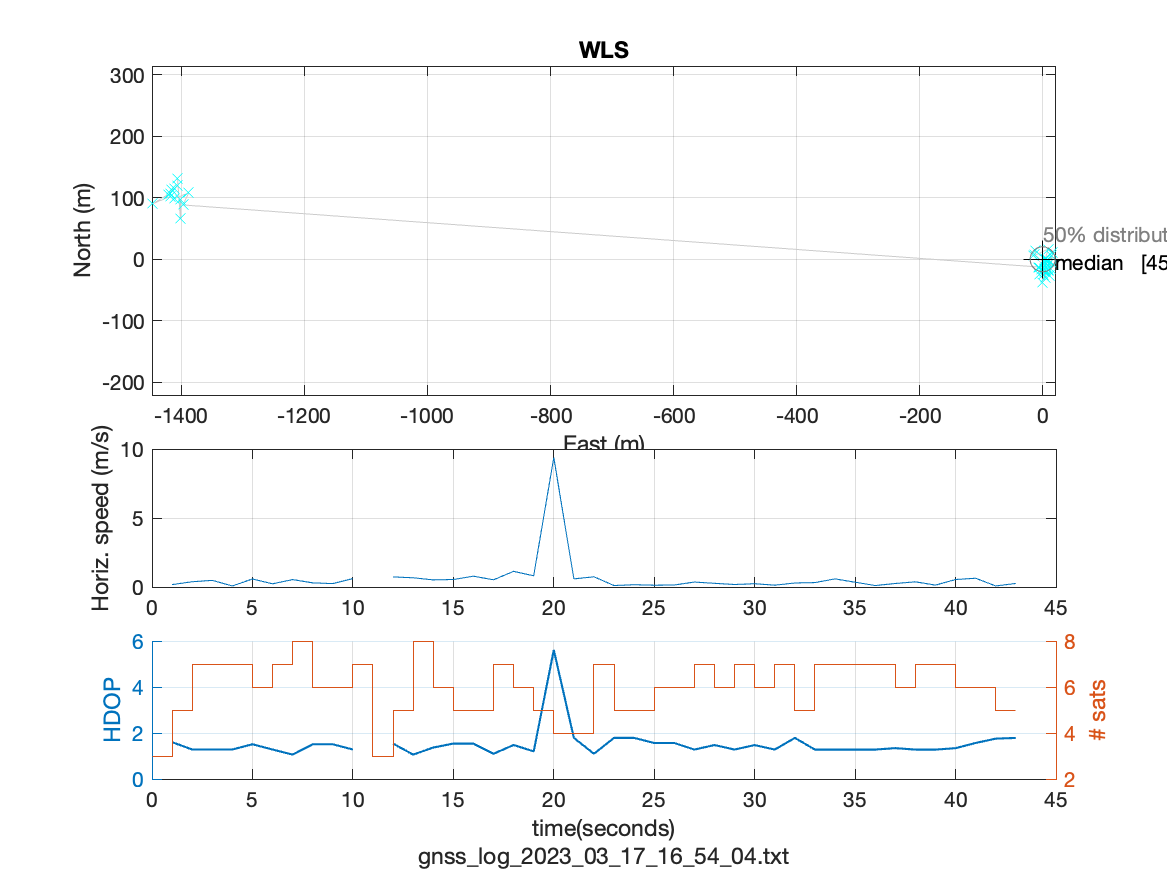 WLS
300
200
100
0
-100
-200
North (m)
50% distribut
median [45
-1400 -1200 -1000 -800 -600 -400 -200 0
East (m)
10
5
0
Horiz. speed (m/s)
0 5 10 15 20 25 30 35 40 45
6
4
2
0
HDOP
8
6
4
2
# sats
0 5 10 15 20 25 30 35 40 45
time(seconds)
gnss_log_2023_03_17_16_54_04.txt